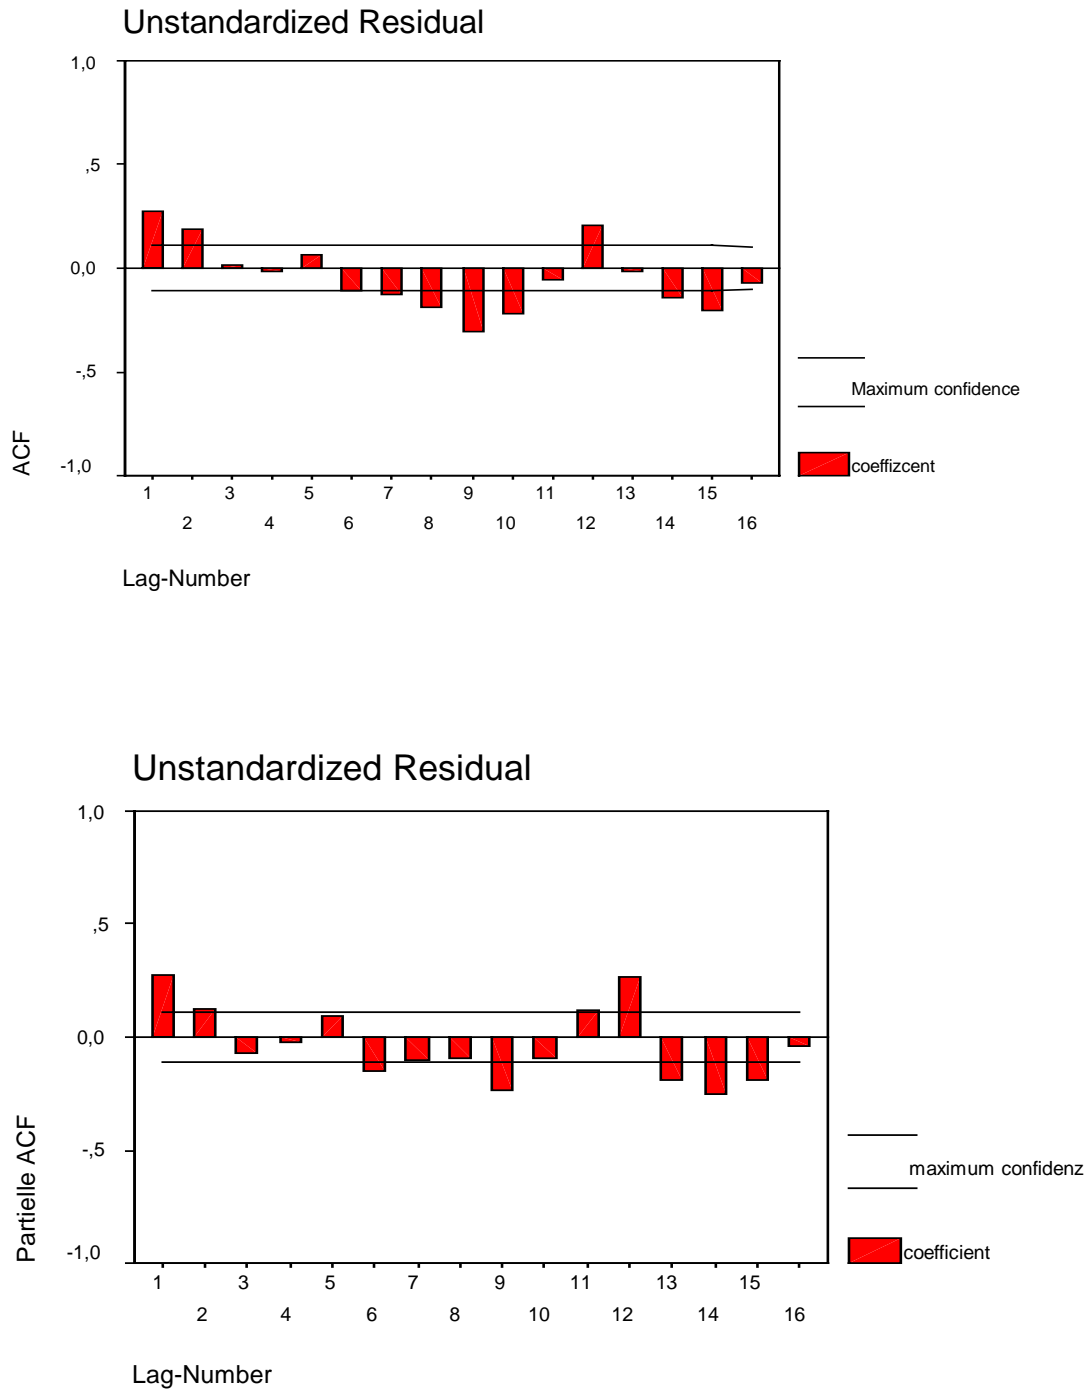 Unstandardized Residual
1,0
,5
0,0
-,5
-1,0
ACF
1 3 5 7 9 11 13 15
2 4 6 8 10 12 14 16
Lag-Number
Maximum confidence
coeffizcent
Unstandardized Residual
1,0
,5
0,0
-,5
-1,0
Partielle ACF
1 3 5 7 9 11 13 15
2 4 6 8 10 12 14 16
Lag-Number
maximum confidenz
coefficient